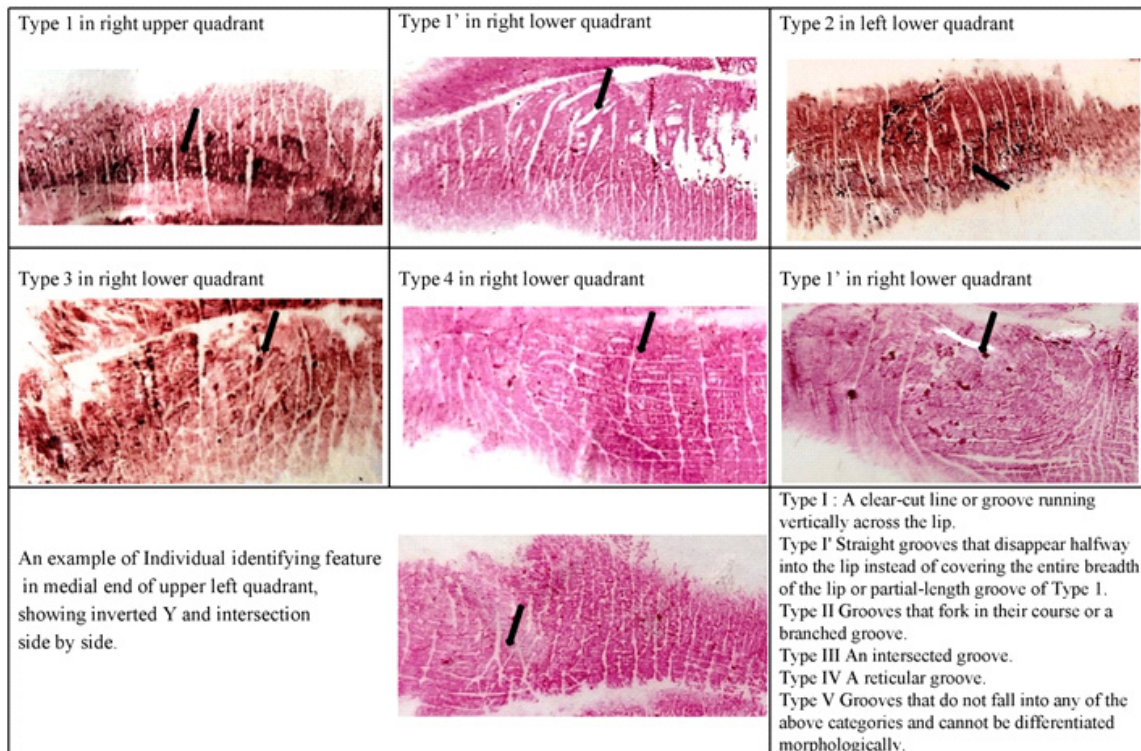 Type 1 in right upper quadrant
Type 1' in right lower quadrant
Type 2 in left lower quadrant
Type 3 in right lower quadrant
Type 4 in right lower quadrant
Type 1' in right lower quadrant
An example of Individual identifying feature
in medial end of upper left quadrant,
showing inverted Y and intersection
side by side.
Type I : A clear-cut line or groove running
vertically across the lip.
Type I' Straight grooves that disappear halfway
into the lip instead of covering the entire breadth
of the lip or partial-length groove of Type 1.
Type II Grooves that fork in their course or a
branched groove.
Type III An intersected groove.
Type IV A reticular groove.
Type V Grooves that do not fall into any of the
above categories and cannot be differentiated
morphologically.